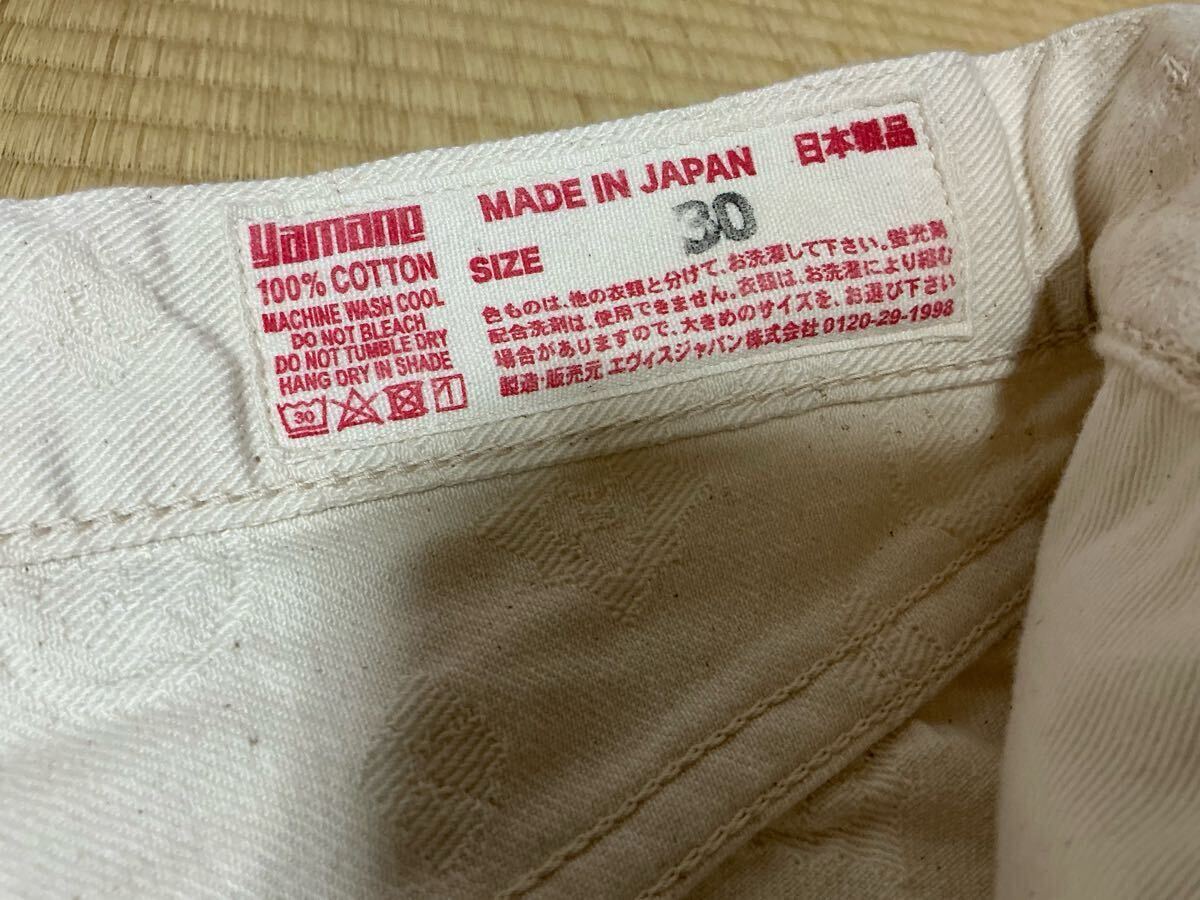 yamane
100% COTTON
MACHINE WASH COOL
DO NOT BLEACH
DO NOT TUMBLE DRY
HANG DRY IN SHADE
30
MADE IN JAPAN 日本製品
SIZE 30
色ものは、他の衣類と分けて、お洗濯して下さい。蛍光剤
配合洗剤は、使用できません。衣類は、お洗濯により縮む
場合がありますので、大きめのサイズを、お選び下さい
製造・販売元 エヴィスジャパン株式会社 0120-29-1998